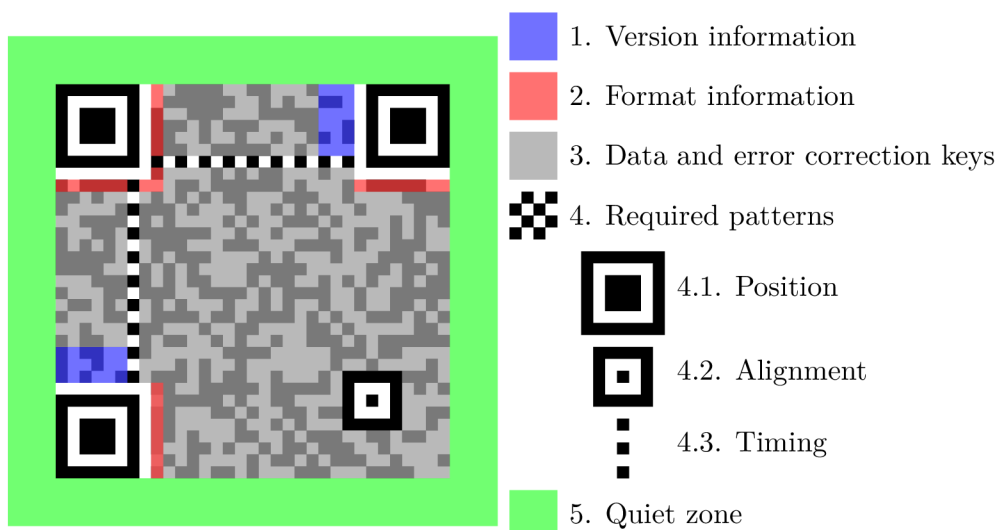 1. Version information
2. Format information
3. Data and error correction keys
4. Required patterns
4.1. Position
4.2. Alignment
4.3. Timing
5. Quiet zone